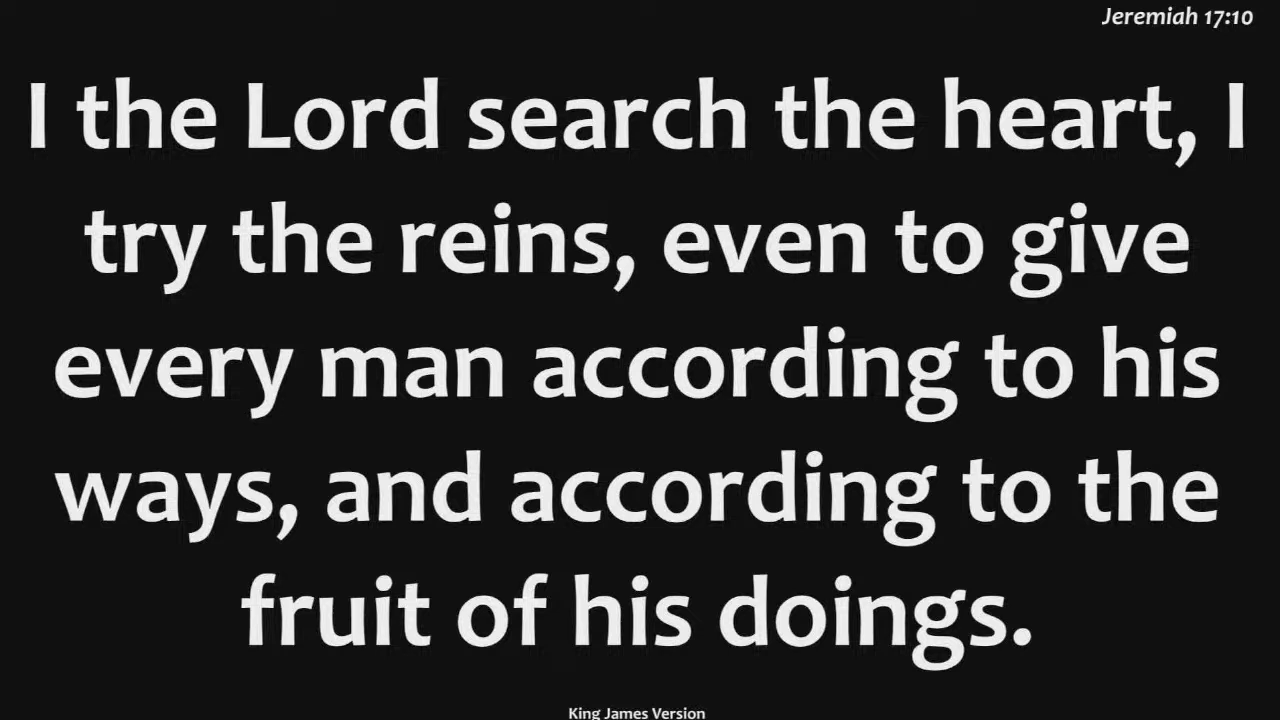 Jeremiah 17:10
I the Lord search the heart, I
try the reins, even to give
every man according to his
ways, and according to the
fruit of his doings.
King James Version